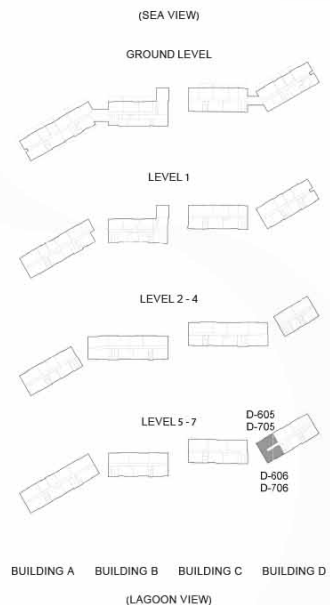 (SEA VIEW)
GROUND LEVEL
LEVEL 1
LEVEL 2 - 4
LEVEL 5 - 7
D-605
D-705
D-606
D-706
BUILDING A BUILDING B BUILDING C BUILDING D
(LAGOON VIEW)